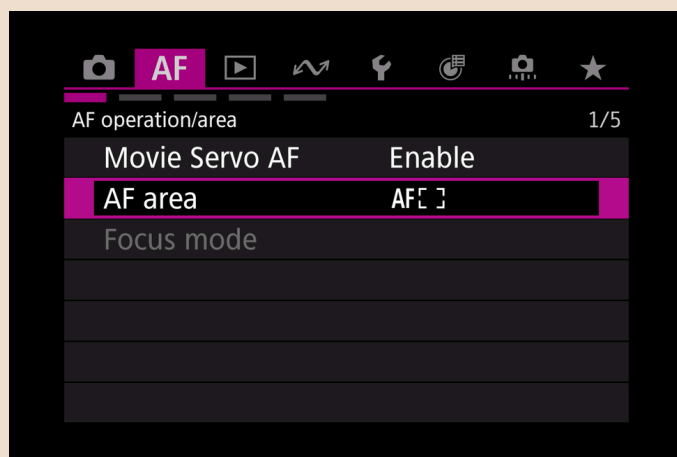 AF
AF operation/area 1/5
Movie Servo AF Enable
AF area AF[ ]
Focus mode